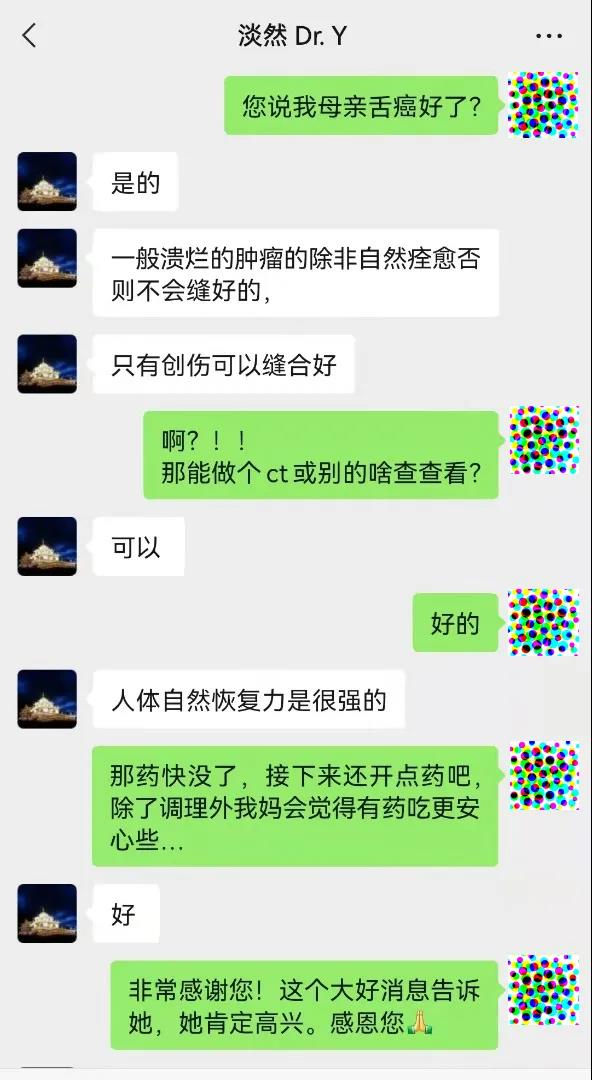 淡然 Dr. Y
您说我母亲舌癌好了？
是的
一般溃烂的肿瘤的除非自然痊愈否
则不会缝好的，
只有创伤可以缝合好
啊？！！
那能做个 ct 或别的啥查查看？
可以
好的
人体自然恢复力是很强的
那药快没了，接下来还开点药吧，
除了调理外我妈会觉得有药吃更安
心些...
好
非常感谢您！这个大好消息告诉
她，她肯定高兴。感恩您🙏